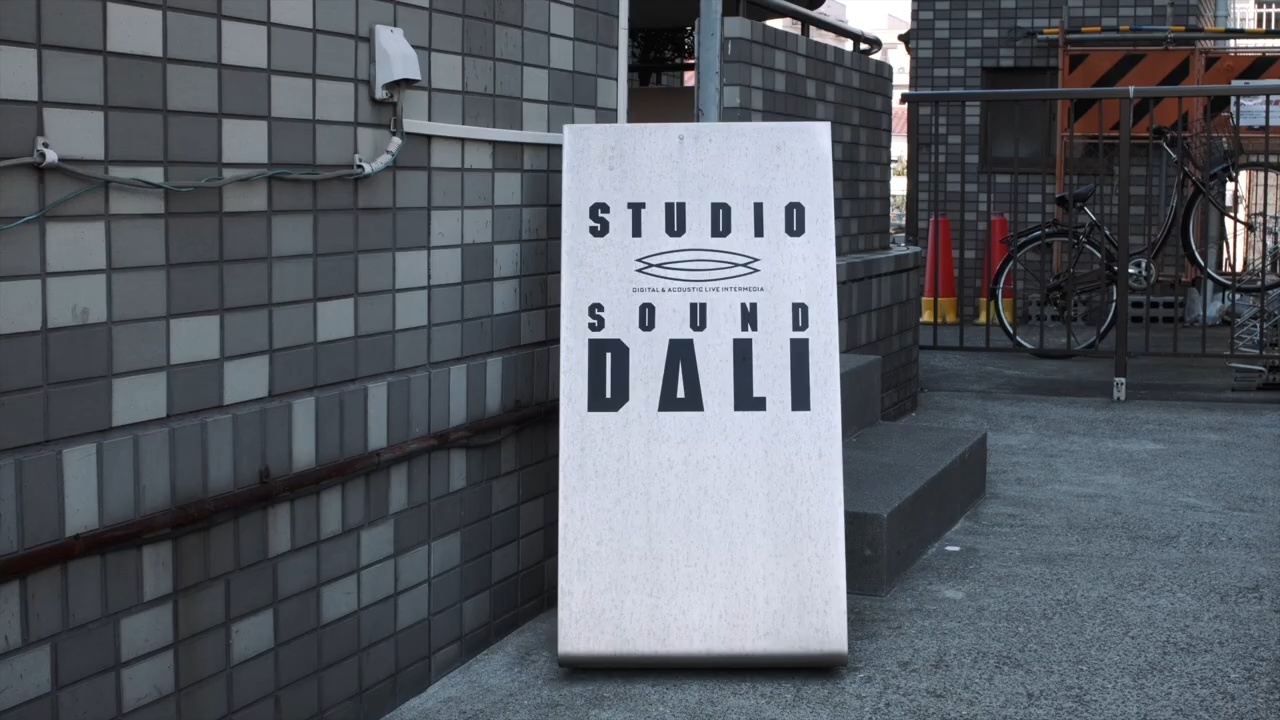 STUDIO
DIGITAL & ACOUSTIC LIVE INTERMEDIA
SOUND
DALI